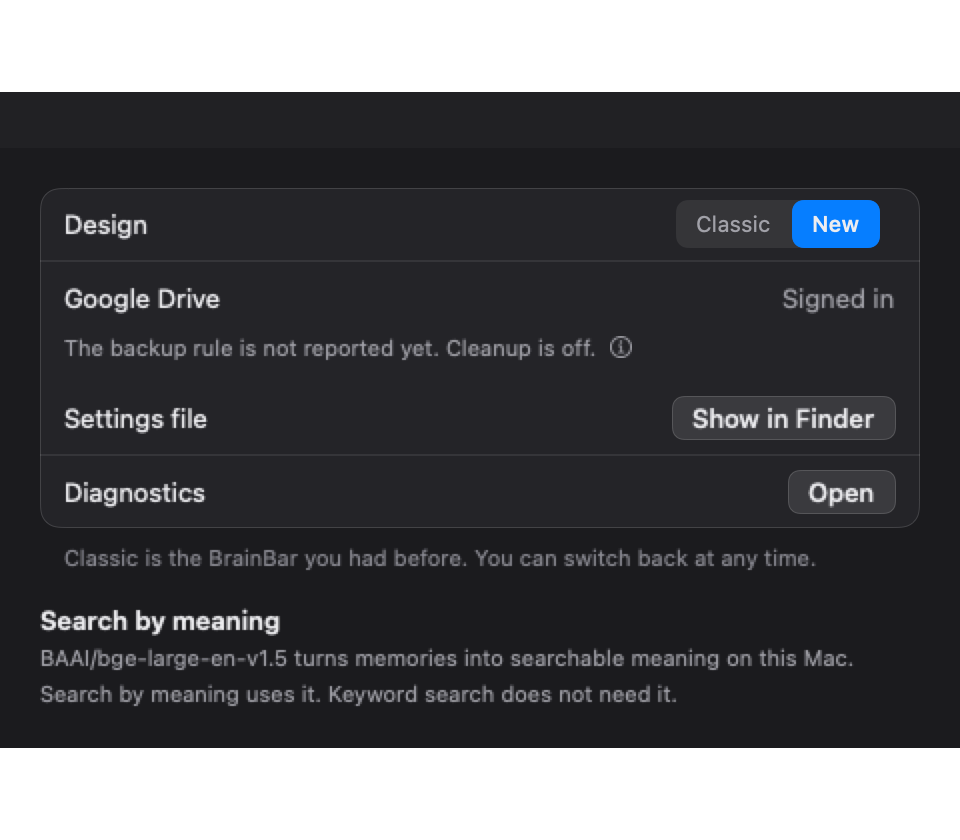 Design
Classic
New
Google Drive
Signed in
The backup rule is not reported yet. Cleanup is off.
Settings file
Show in Finder
Diagnostics
Open
Classic is the BrainBar you had before. You can switch back at any time.
Search by meaning
BAAI/bge-large-en-v1.5 turns memories into searchable meaning on this Mac.
Search by meaning uses it. Keyword search does not need it.